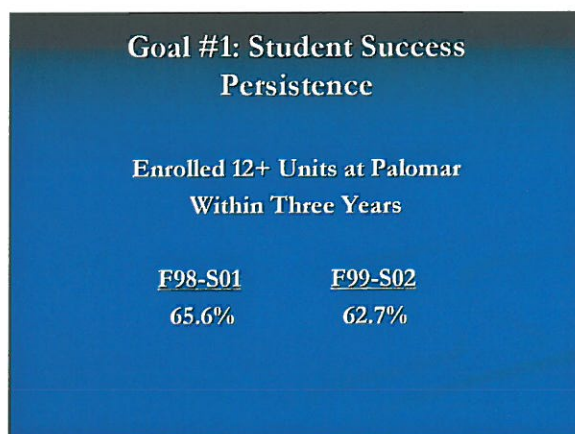 Goal #1: Student Success
Persistence
Enrolled 12+ Units at Palomar
Within Three Years
F98-S01 F99-S02
65.6% 62.7%